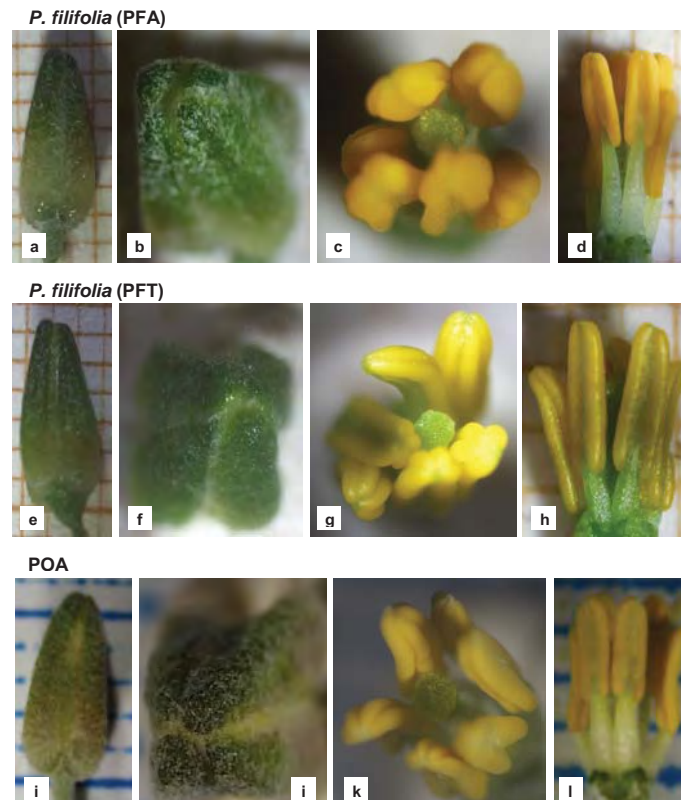 P. filifolia (PFA)
a b c d
P. filifolia (PFT)
e f g h
POA
i j k l